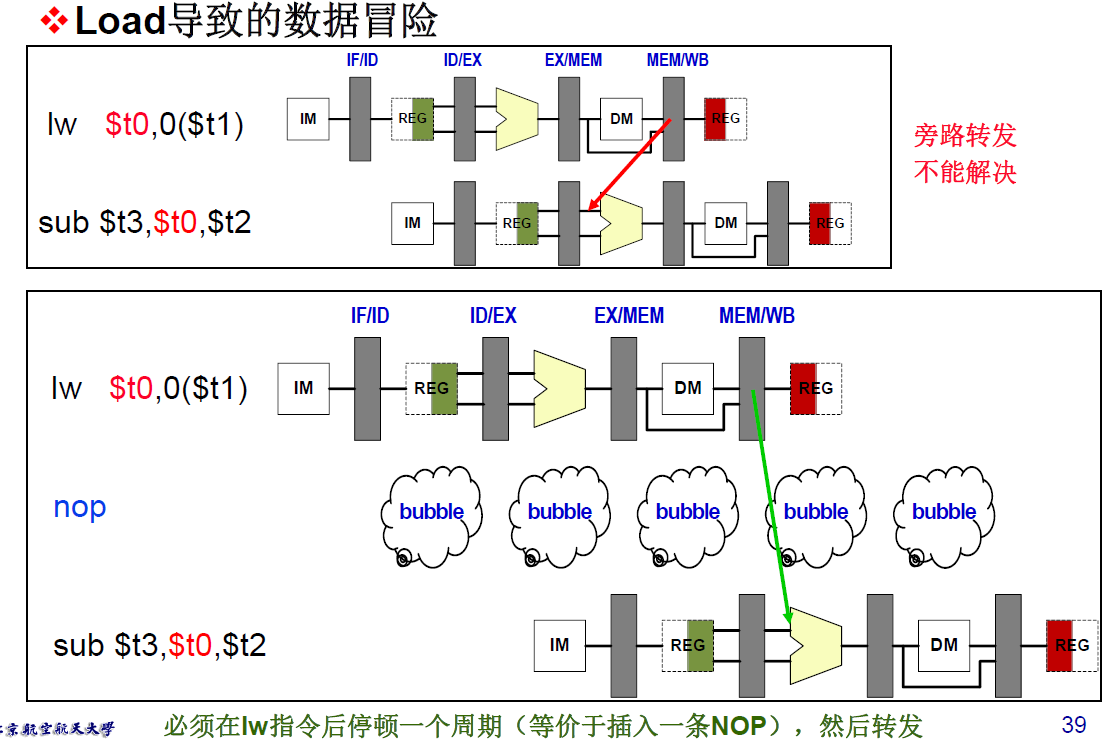 ❖Load导致的数据冒险
IF/ID ID/EX EX/MEM MEM/WB
lw $t0,0($t1) IM REG DM REG
旁路转发
不能解决
sub $t3,$t0,$t2 IM REG DM REG
IF/ID ID/EX EX/MEM MEM/WB
lw $t0,0($t1) IM REG DM REG
nop bubble bubble bubble bubble bubble
sub $t3,$t0,$t2 IM REG DM REG
京航空航天大學 必须在lw指令后停顿一个周期（等价于插入一条NOP），然后转发 39